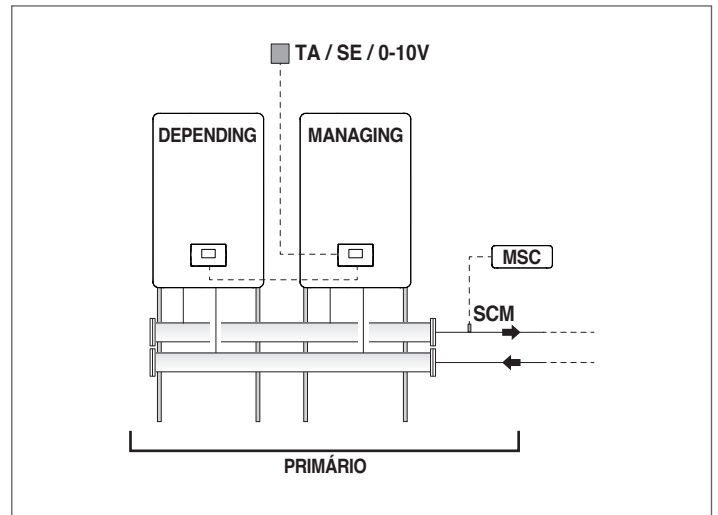 TA / SE / 0-10V
DEPENDING
MANAGING
MSC
SCM
PRIMÁRIO